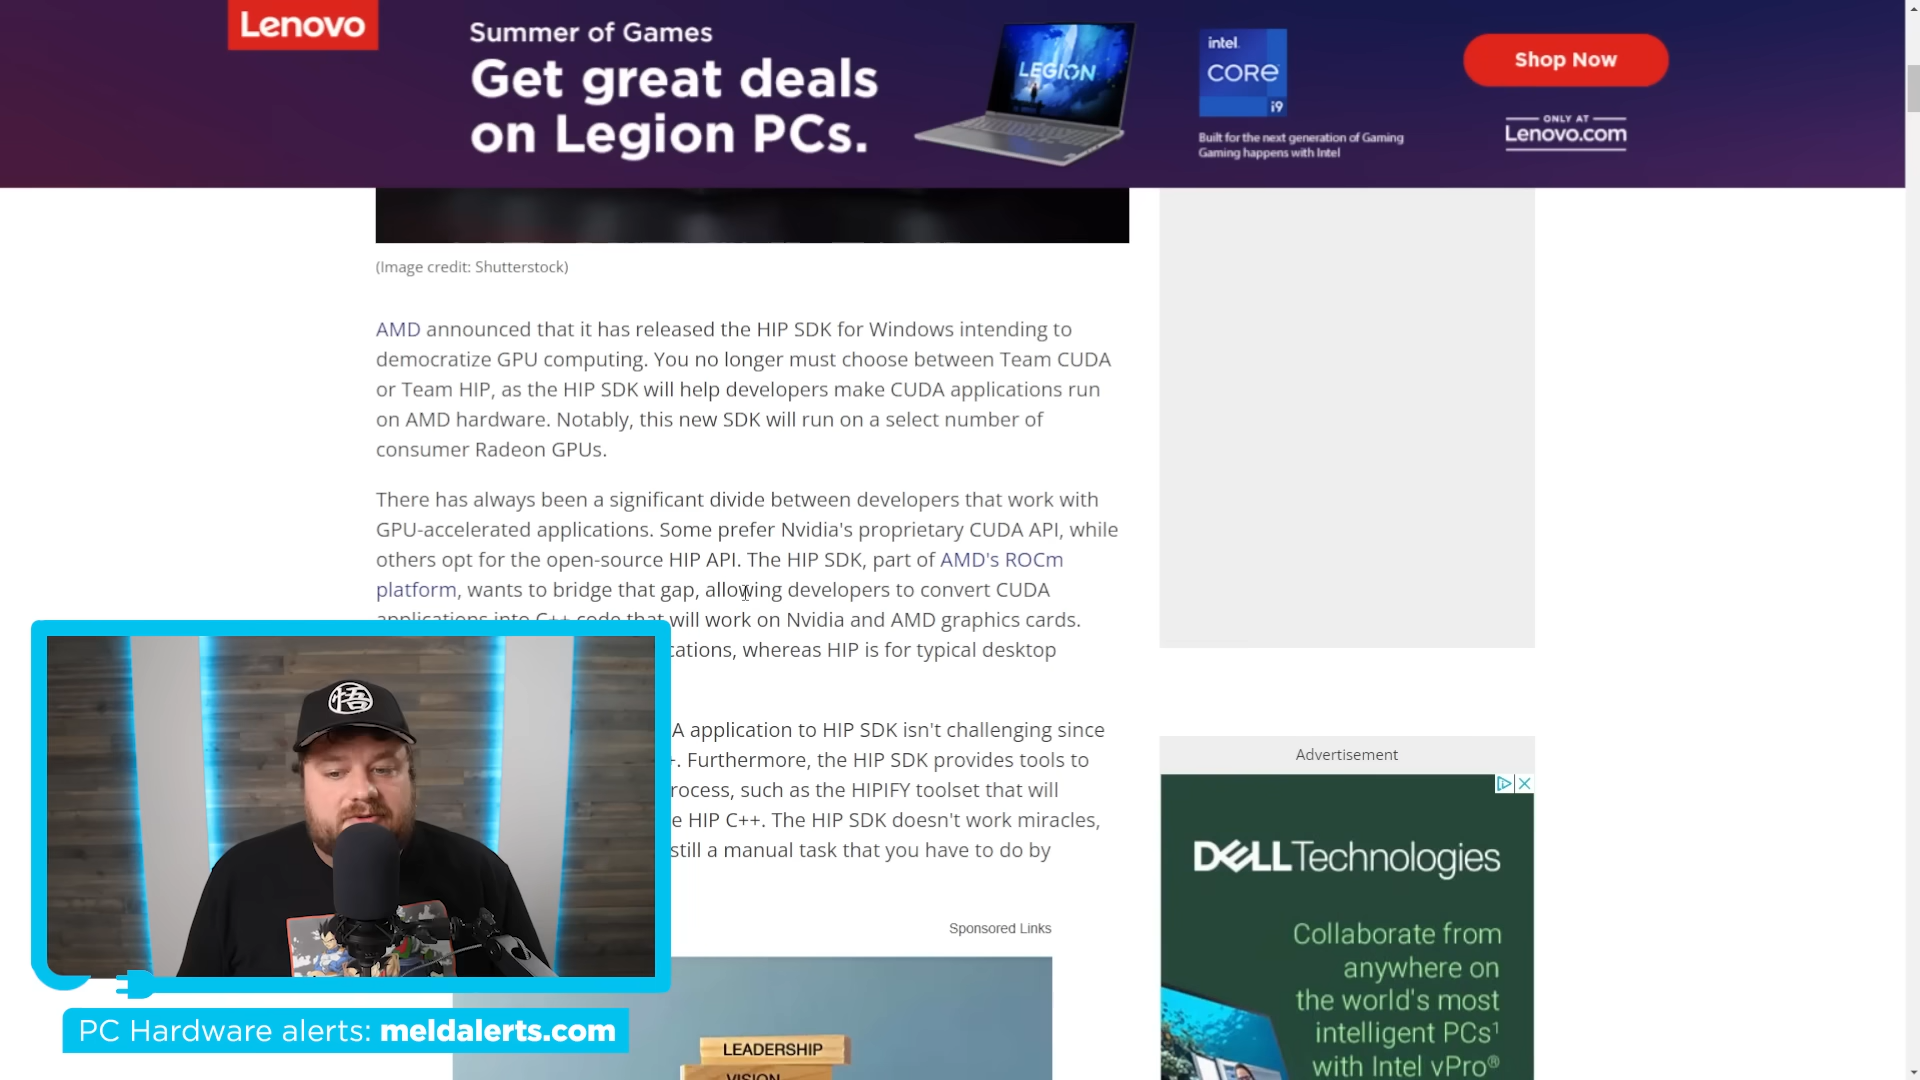 Lenovo
Summer of Games
Get great deals
on Legion PCs.
LEGION
intel.
CORE
i9
Built for the next generation of Gaming
Gaming happens with Intel
Shop Now
ONLY AT
Lenovo.com
(Image credit: Shutterstock)
AMD announced that it has released the HIP SDK for Windows intending to
democratize GPU computing. You no longer must choose between Team CUDA
or Team HIP, as the HIP SDK will help developers make CUDA applications run
on AMD hardware. Notably, this new SDK will run on a select number of
consumer Radeon GPUs.
There has always been a significant divide between developers that work with
GPU-accelerated applications. Some prefer Nvidia's proprietary CUDA API, while
others opt for the open-source HIP API. The HIP SDK, part of AMD's ROCm
platform, wants to bridge that gap, allowing developers to convert CUDA
applications into C++ code that will work on Nvidia and AMD graphics cards.
cations, whereas HIP is for typical desktop
A application to HIP SDK isn't challenging since
+. Furthermore, the HIP SDK provides tools to
rocess, such as the HIPIFY toolset that will
e HIP C++. The HIP SDK doesn't work miracles,
still a manual task that you have to do by
Sponsored Links
LEADERSHIP
VISION
Advertisement
DELLTechnologies
Collaborate from
anywhere on
the world's most
intelligent PCs¹
with Intel vPro®
悟
PC Hardware alerts: meldalerts.com